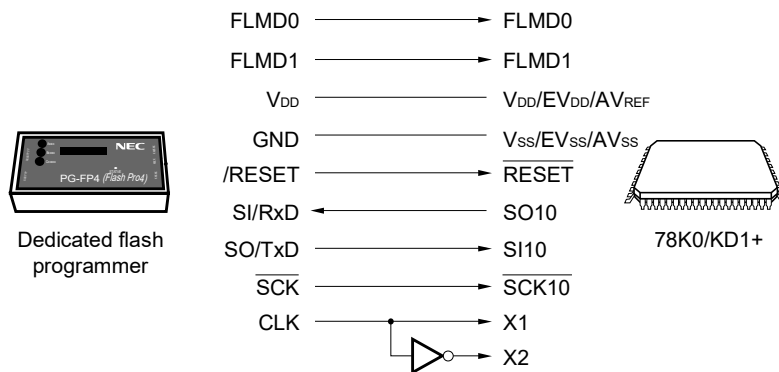 FLMD0 FLMD0
FLMD1 FLMD1
VDD VDD/EVDD/AVREF
GND VSS/EVSS/AVSS
/RESET RESET
SI/RxD SO10
SO/TxD SI10
SCK SCK10
CLK X1
X2
NEC
PG-FP4 (Flash Pro4)
Dedicated flash
programmer
78K0/KD1+